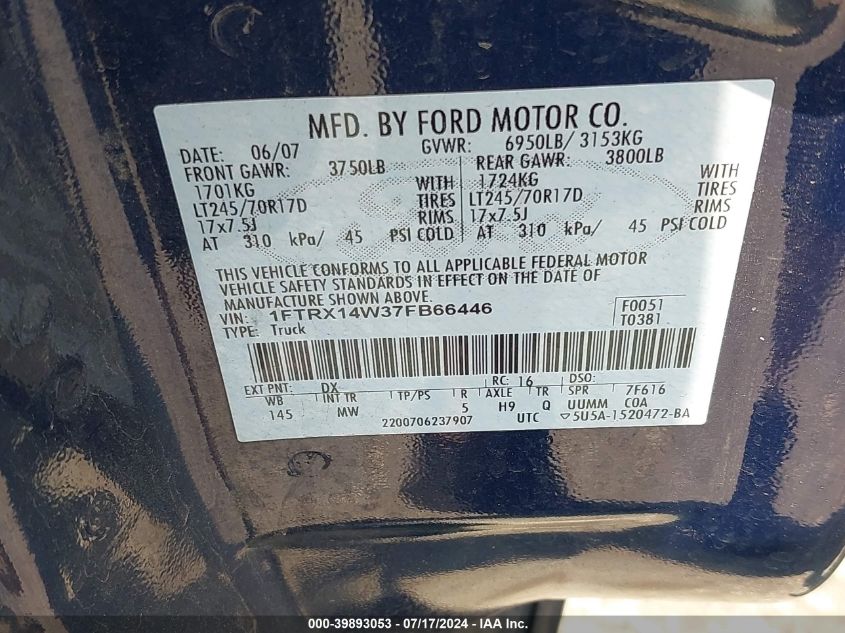 MFD. BY FORD MOTOR CO.
DATE: 06/07 GVWR: 6950LB/ 3153KG
FRONT GAWR: 3750LB REAR GAWR: 3800LB
1701KG WITH 1724KG WITH
LT245/70R17D TIRES LT245/70R17D TIRES
17x7.5J RIMS 17x7.5J RIMS
AT 310 kPa/ 45 PSI COLD AT 310 kPa/ 45 PSI COLD
THIS VEHICLE CONFORMS TO ALL APPLICABLE FEDERAL MOTOR
VEHICLE SAFETY STANDARDS IN EFFECT ON THE DATE OF
MANUFACTURE SHOWN ABOVE.
VIN: 1FTRX14W37FB66446 F0051
TYPE: Truck T0381
EXT PNT: DX RC: 16 DSO:
WB INT TR TP/PS R AXLE TR SPR 7F616
145 MW 5 H9 Q UUMM COA
2200706237907 UTC ▽5U5A-1520472-BA
000-39893053 - 07/17/2024 - IAA Inc.